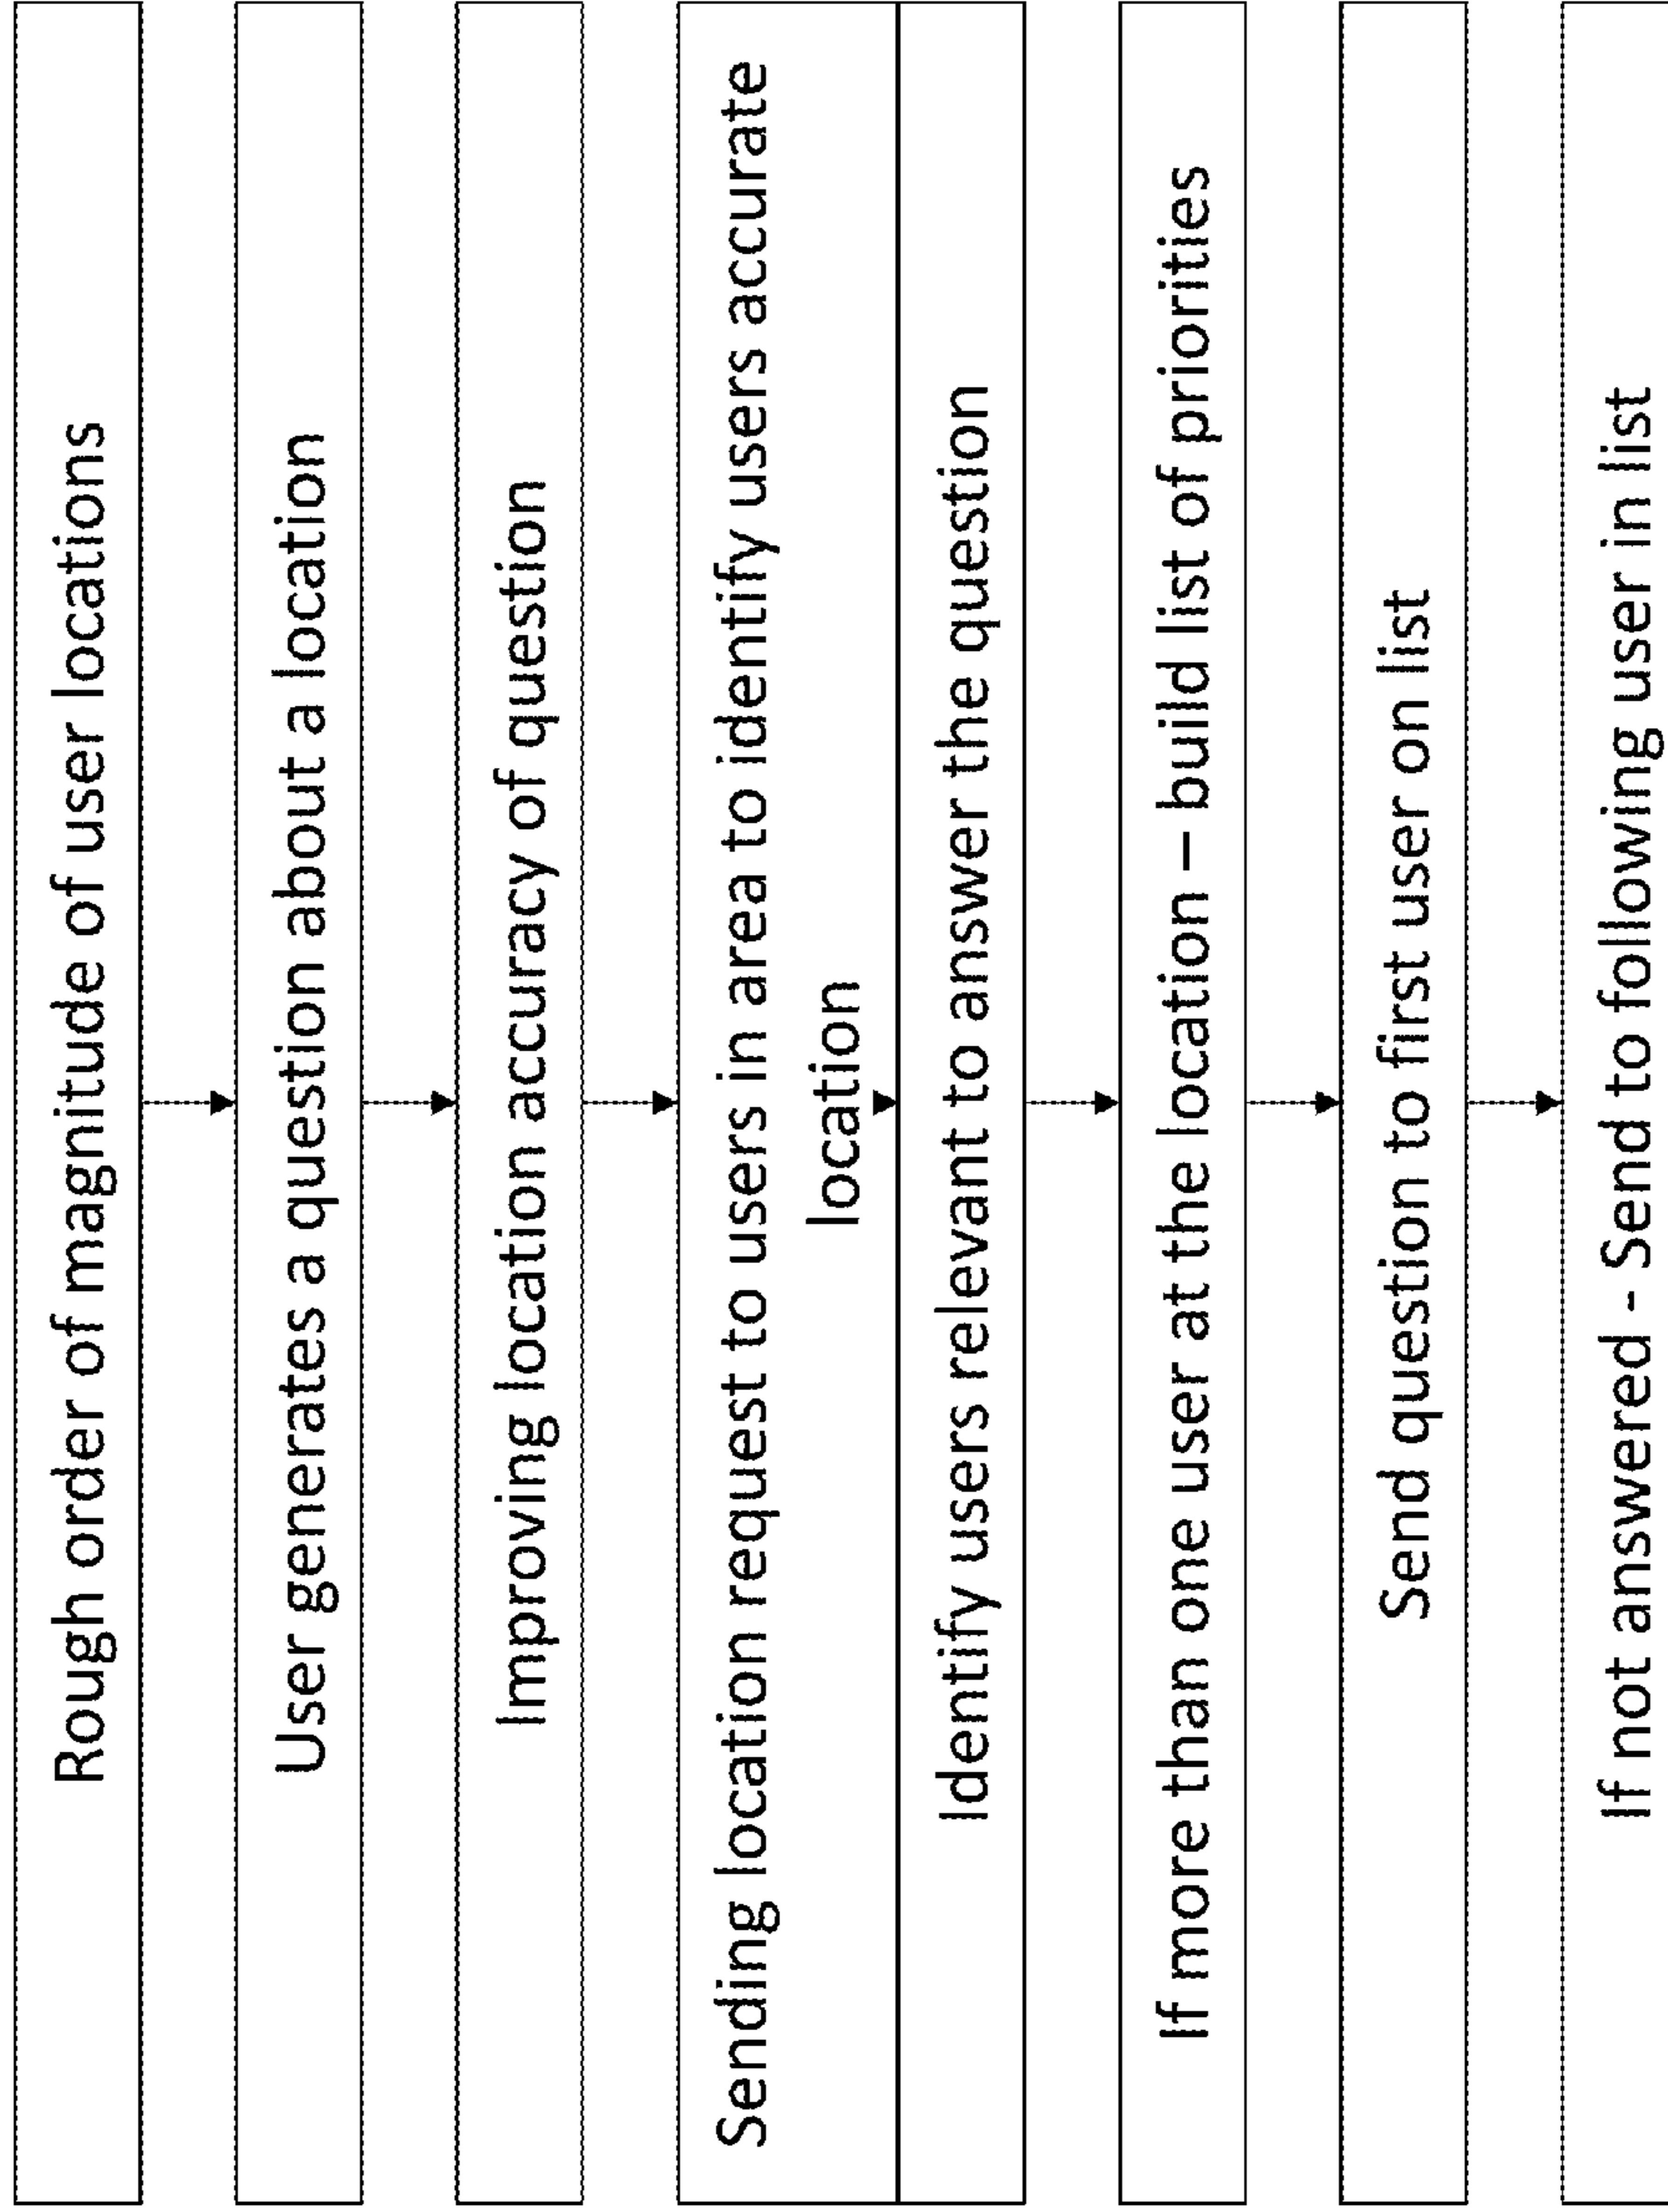 Rough order of magnitude of user locations
User generates a question about a location
Improving location accuracy of question
Sending location request to users in area to identify users accurate
location
Identify users relevant to answer the question
If more than one user at the location – build list of priorities
Send question to first user on list
If not answered - Send to following user in list